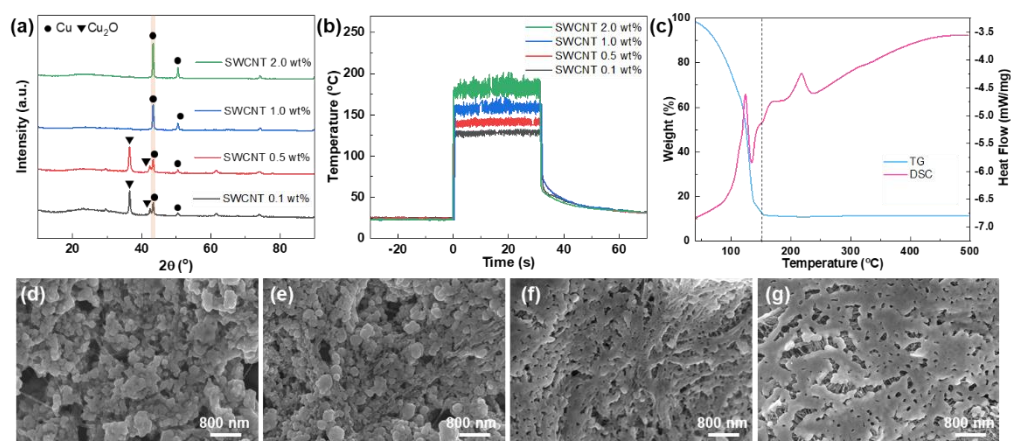 (a)
● Cu ▼ Cu2O
SWCNT 2.0 wt%
SWCNT 1.0 wt%
SWCNT 0.5 wt%
SWCNT 0.1 wt%
Intensity (a.u.)
20 40 60 80
2θ (°)
(b)
SWCNT 2.0 wt%
SWCNT 1.0 wt%
SWCNT 0.5 wt%
SWCNT 0.1 wt%
Temperature (°C)
250
200
150
100
50
0
-30 0 30 60
Time (s)
(c)
Weight (%)
100
80
60
40
20
10
0
TG
DSC
-3.5
-4.0
-4.5
-5.0
-5.5
-6.0
-6.5
-7.0
Heat Flow (mW/mg)
100 200 300 400 500
Temperature (°C)
(d)
800 nm
(e)
800 nm
(f)
800 nm
(g)
800 nm